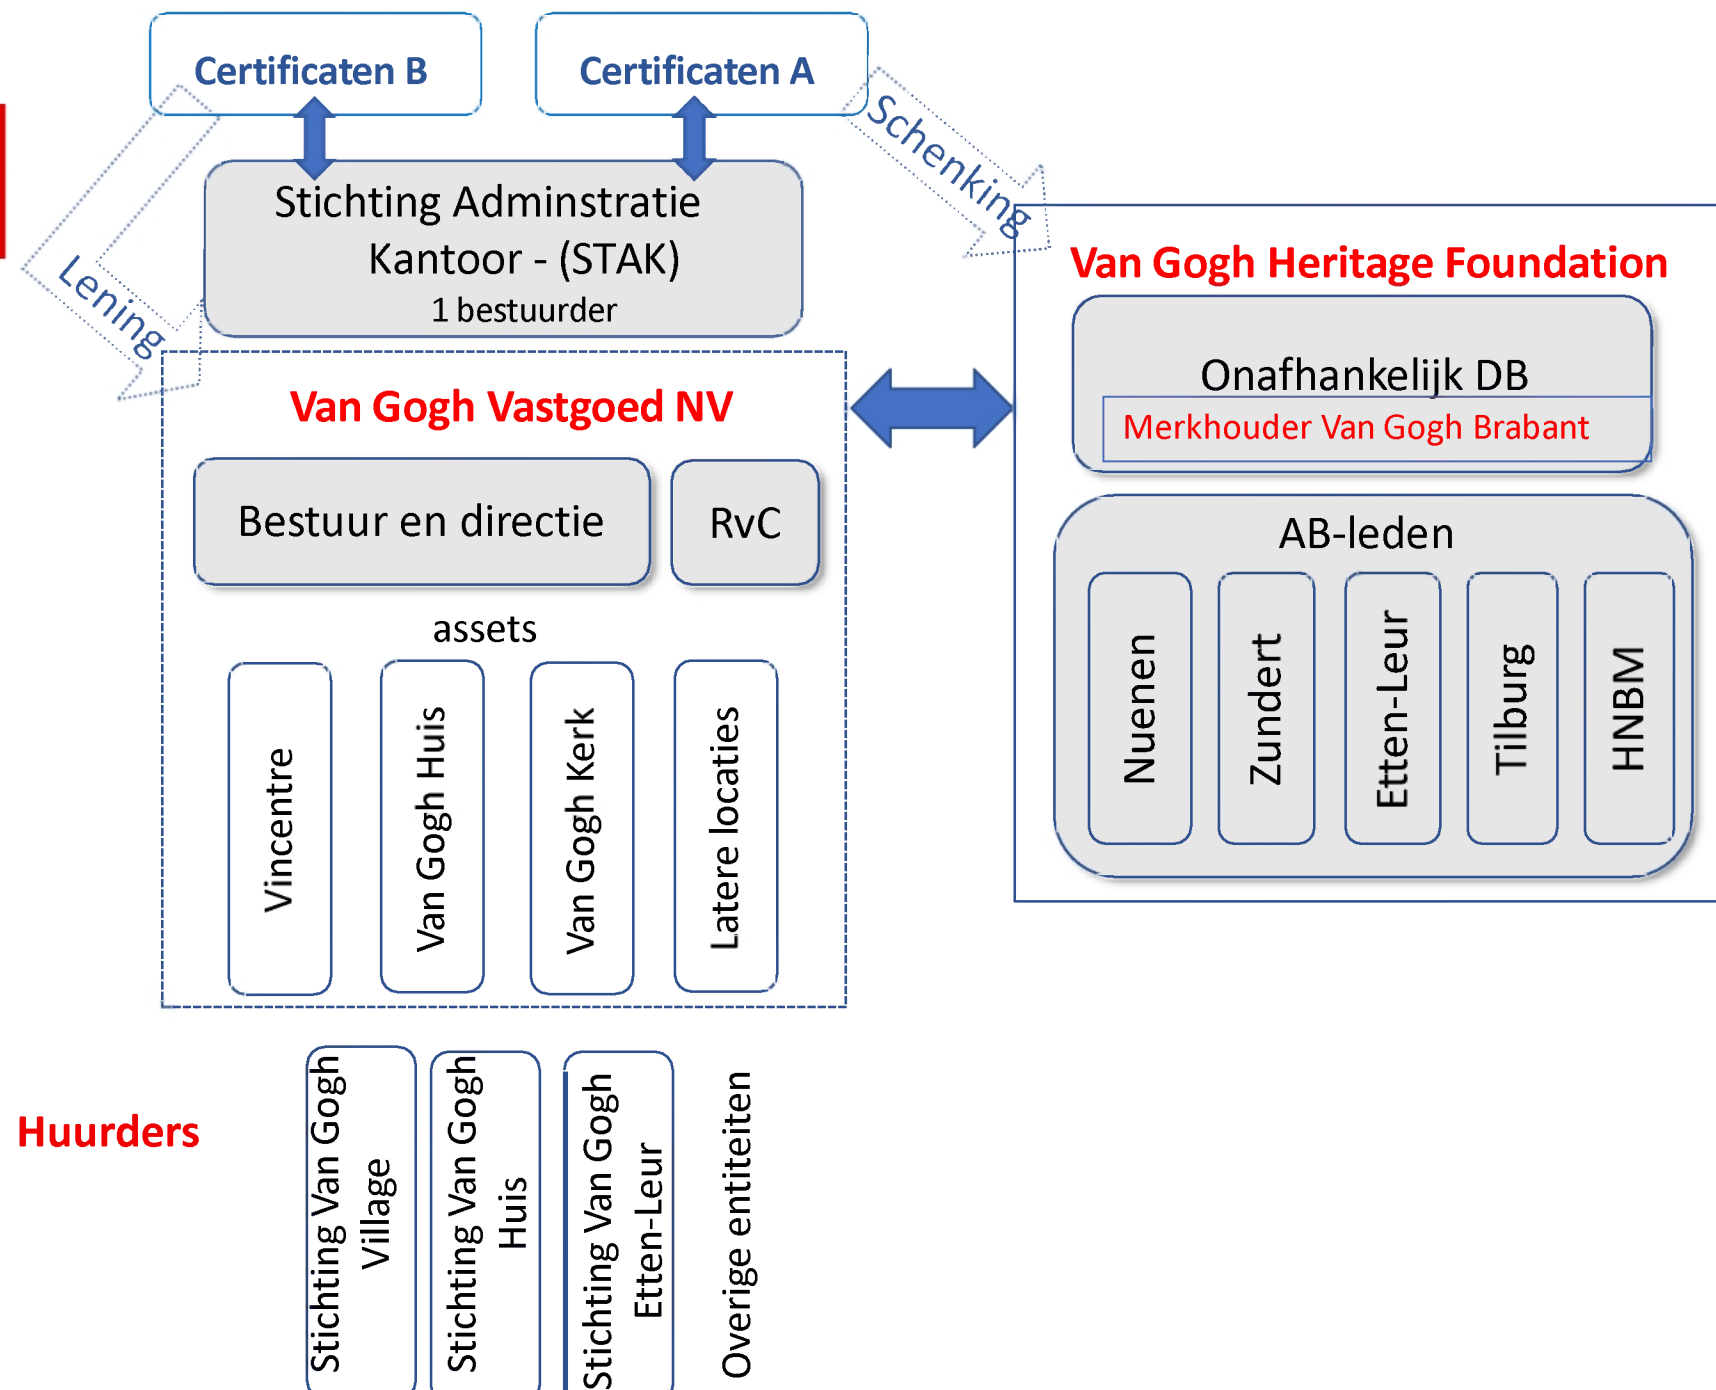 Certificaten B
Certificaten A
Schenking
Lening
Stichting Adminstratie
Kantoor - (STAK)
1 bestuurder
Van Gogh Vastgoed NV
Bestuur en directie
RvC
assets
Vincentre
Van Gogh Huis
Van Gogh Kerk
Latere locaties
Van Gogh Heritage Foundation
Onafhankelijk DB
Merkhouder Van Gogh Brabant
AB-leden
Nuenen
Zundert
Etten-Leur
Tilburg
HNBM
Huurders
Stichting Van Gogh
Village
Stichting Van Gogh
Huis
Stichting Van Gogh
Etten-Leur
Overige entiteiten